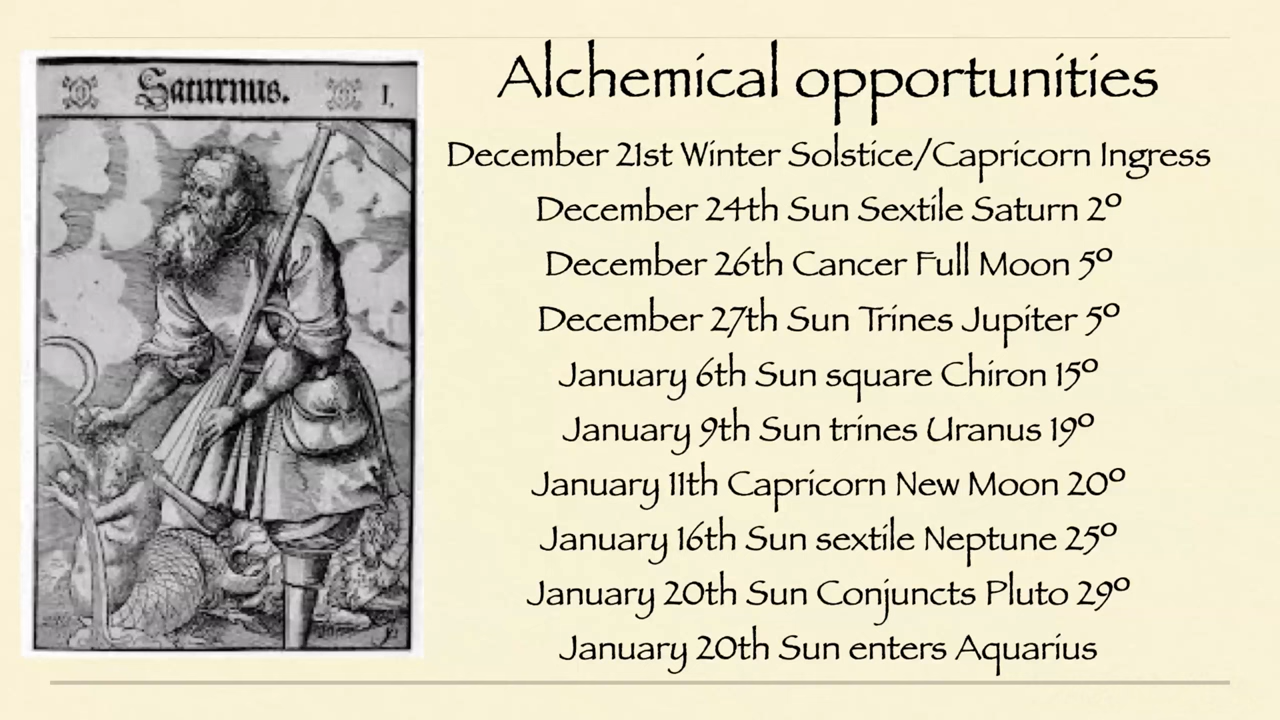 Saturnus. I.
Alchemical opportunities
December 21st Winter Solstice/Capricorn Ingress
December 24th Sun Sextile Saturn 2º
December 26th Cancer Full Moon 5º
December 27th Sun Trines Jupiter 5º
January 6th Sun square Chiron 15º
January 9th Sun trines Uranus 19º
January 11th Capricorn New Moon 20º
January 16th Sun sextile Neptune 25º
January 20th Sun Conjuncts Pluto 29º
January 20th Sun enters Aquarius